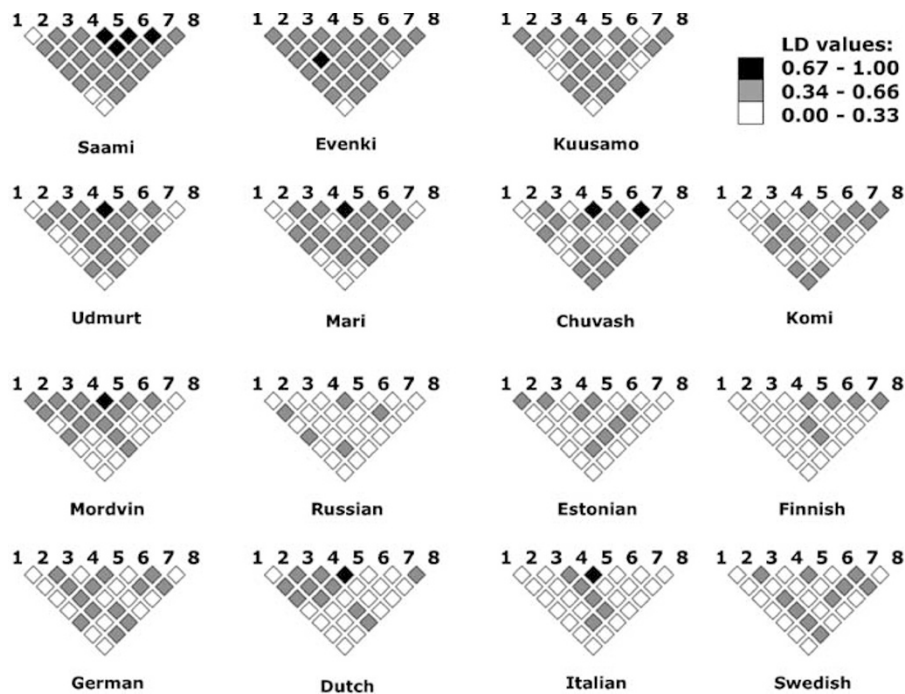 1 2 3 4 5 6 7 8
1 2 3 4 5 6 7 8
1 2 3 4 5 6 7 8
LD values:
0.67 - 1.00
0.34 - 0.66
0.00 - 0.33
Saami
Evenki
Kuusamo
1 2 3 4 5 6 7 8
1 2 3 4 5 6 7 8
1 2 3 4 5 6 7 8
1 2 3 4 5 6 7 8
Udmurt
Mari
Chuvash
Komi
1 2 3 4 5 6 7 8
1 2 3 4 5 6 7 8
1 2 3 4 5 6 7 8
1 2 3 4 5 6 7 8
Mordvin
Russian
Estonian
Finnish
1 2 3 4 5 6 7 8
1 2 3 4 5 6 7 8
1 2 3 4 5 6 7 8
1 2 3 4 5 6 7 8
German
Dutch
Italian
Swedish